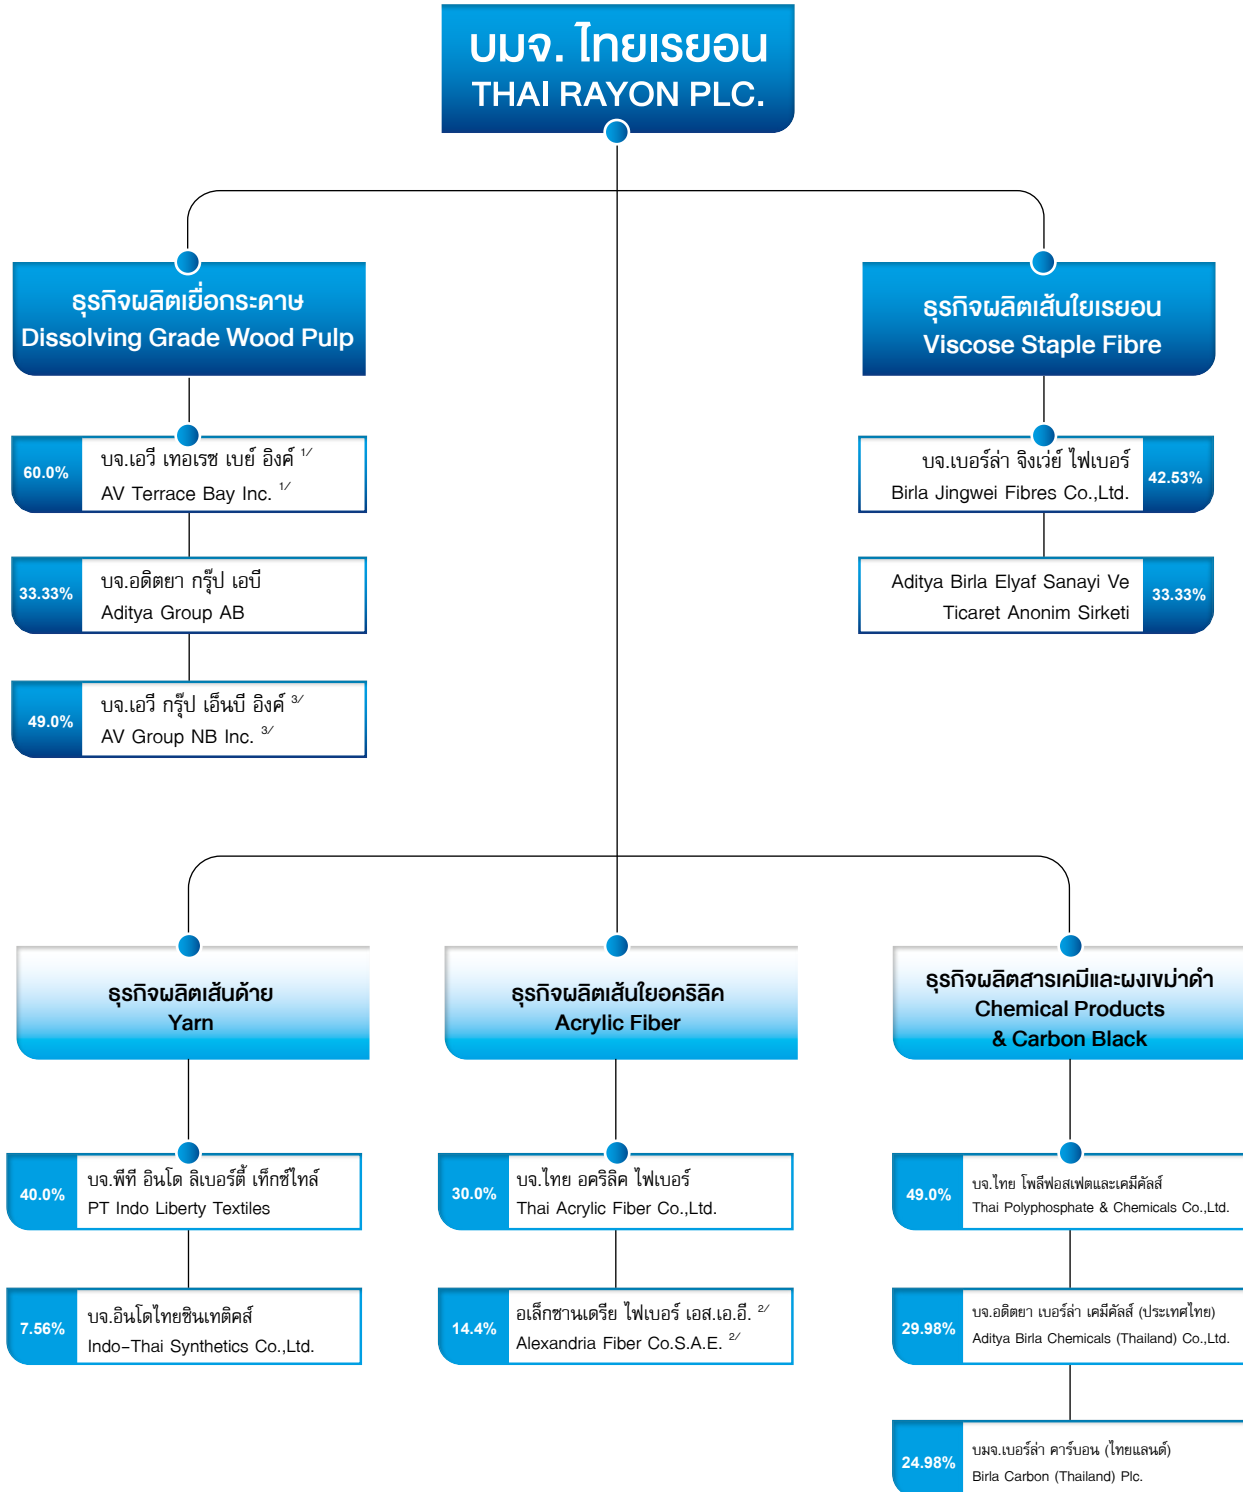 บมจ. ไทยเรยอน
THAI RAYON PLC.
ธุรกิจผลิตเยื่อกระดาษ
Dissolving Grade Wood Pulp
60.0%
บจ.เอวี เทอเรซ เบย์ อิงค์ 1/
AV Terrace Bay Inc. 1/
33.33%
บจ.อดิตยา กรุ๊ป เอบี
Aditya Group AB
49.0%
บจ.เอวี กรุ๊ป เอ็นบี อิงค์ 3/
AV Group NB Inc. 3/
ธุรกิจผลิตเส้นใยเรยอน
Viscose Staple Fibre
บจ.เบอร์ล่า จิงเว่ย์ ไฟเบอร์
Birla Jingwei Fibres Co.,Ltd.
42.53%
Aditya Birla Elyaf Sanayi Ve
Ticaret Anonim Sirketi
33.33%
ธุรกิจผลิตเส้นด้าย
Yarn
40.0%
บจ.พีที อินโด ลิเบอร์ตี้ เท็กซ์ไทล์
PT Indo Liberty Textiles
7.56%
บจ.อินโดไทยซินเทติคส์
Indo-Thai Synthetics Co.,Ltd.
ธุรกิจผลิตเส้นใยอคริลิค
Acrylic Fiber
30.0%
บจ.ไทย อคริลิค ไฟเบอร์
Thai Acrylic Fiber Co.,Ltd.
14.4%
อเล็กซานเดรีย ไฟเบอร์ เอส.เอ.อี. 2/
Alexandria Fiber Co.S.A.E. 2/
ธุรกิจผลิตสารเคมีและผงเขม่าดำ
Chemical Products
& Carbon Black
49.0%
บจ.ไทย โพลีฟอสเฟตและเคมีคัลส์
Thai Polyphosphate & Chemicals Co.,Ltd.
29.98%
บจ.อดิตยา เบอร์ล่า เคมีคัลส์ (ประเทศไทย)
Aditya Birla Chemicals (Thailand) Co.,Ltd.
24.98%
บมจ.เบอร์ล่า คาร์บอน (ไทยแลนด์)
Birla Carbon (Thailand) Plc.